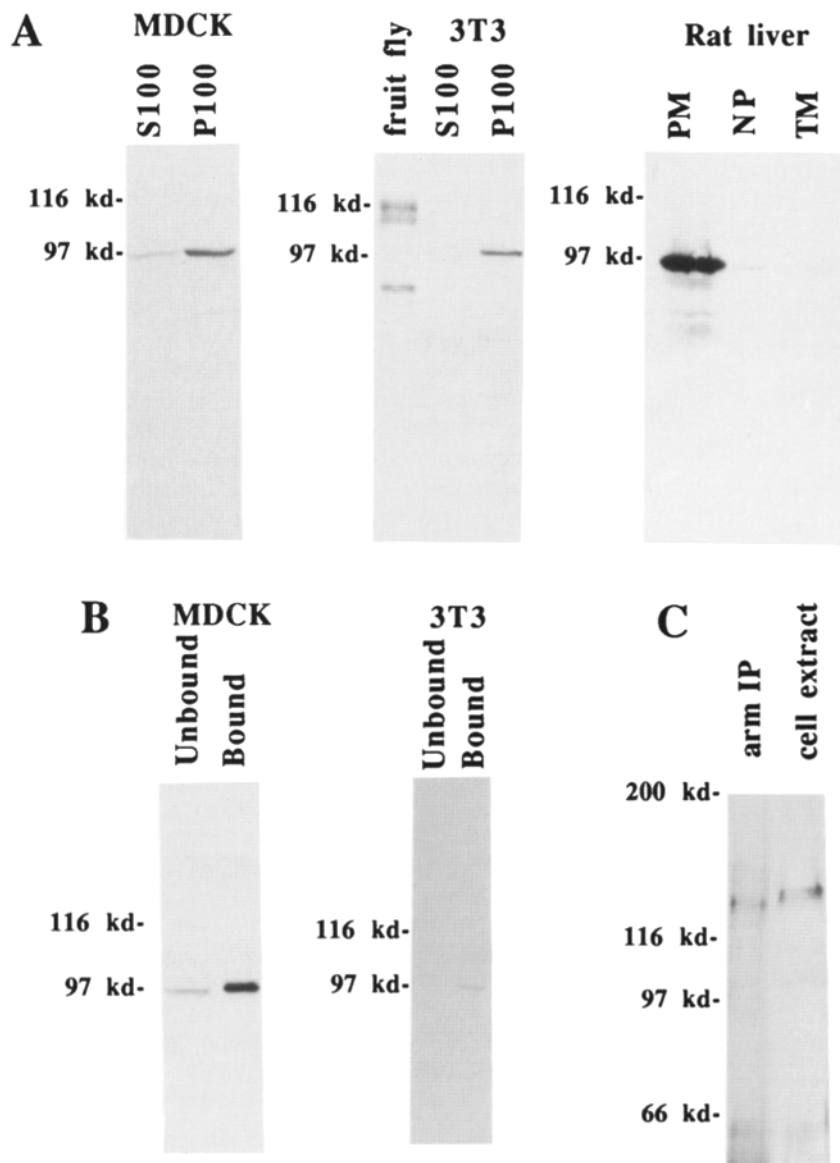 A
MDCK
S100
P100
116 kd-
97 kd-
3T3
fruit fly
S100
P100
116 kd-
97 kd-
Rat liver
PM
NP
TM
116 kd-
97 kd-
B
MDCK
Unbound
Bound
116 kd-
97 kd-
3T3
Unbound
Bound
116 kd-
97 kd-
C
arm IP
cell extract
200 kd-
116 kd-
97 kd-
66 kd-